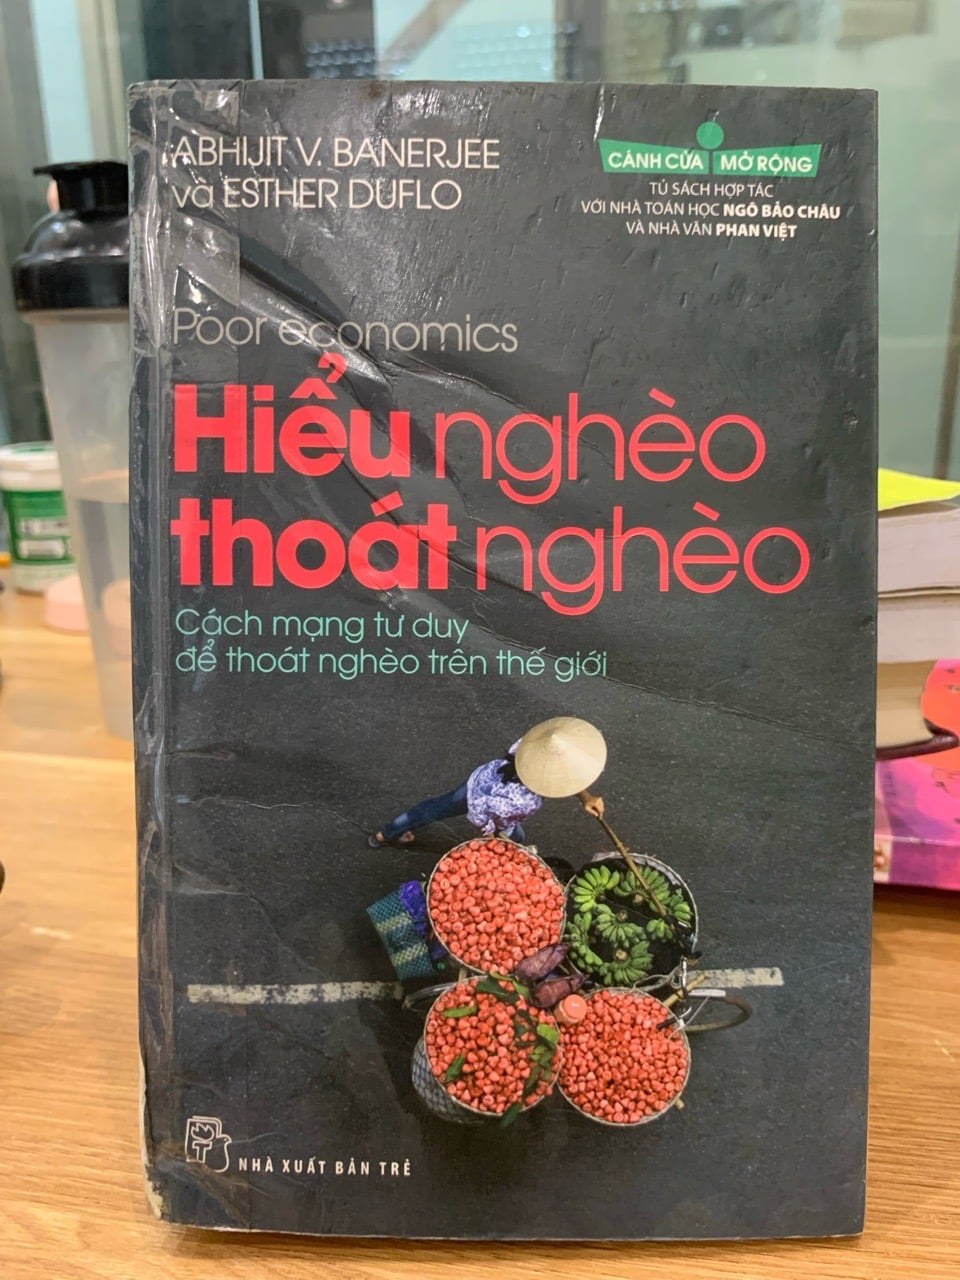 ABHIJIT V. BANERJEE
và ESTHER DUFLO
CÁNH CỬA MỞ RỘNG
TỦ SÁCH HỢP TÁC
VỚI NHÀ TOÁN HỌC NGÔ BẢO CHÂU
VÀ NHÀ VĂN PHAN VIỆT
Poor economics
Hiểu nghèo
thoát nghèo
Cách mạng tư duy
để thoát nghèo trên thế giới
NHÀ XUẤT BẢN TRẺ